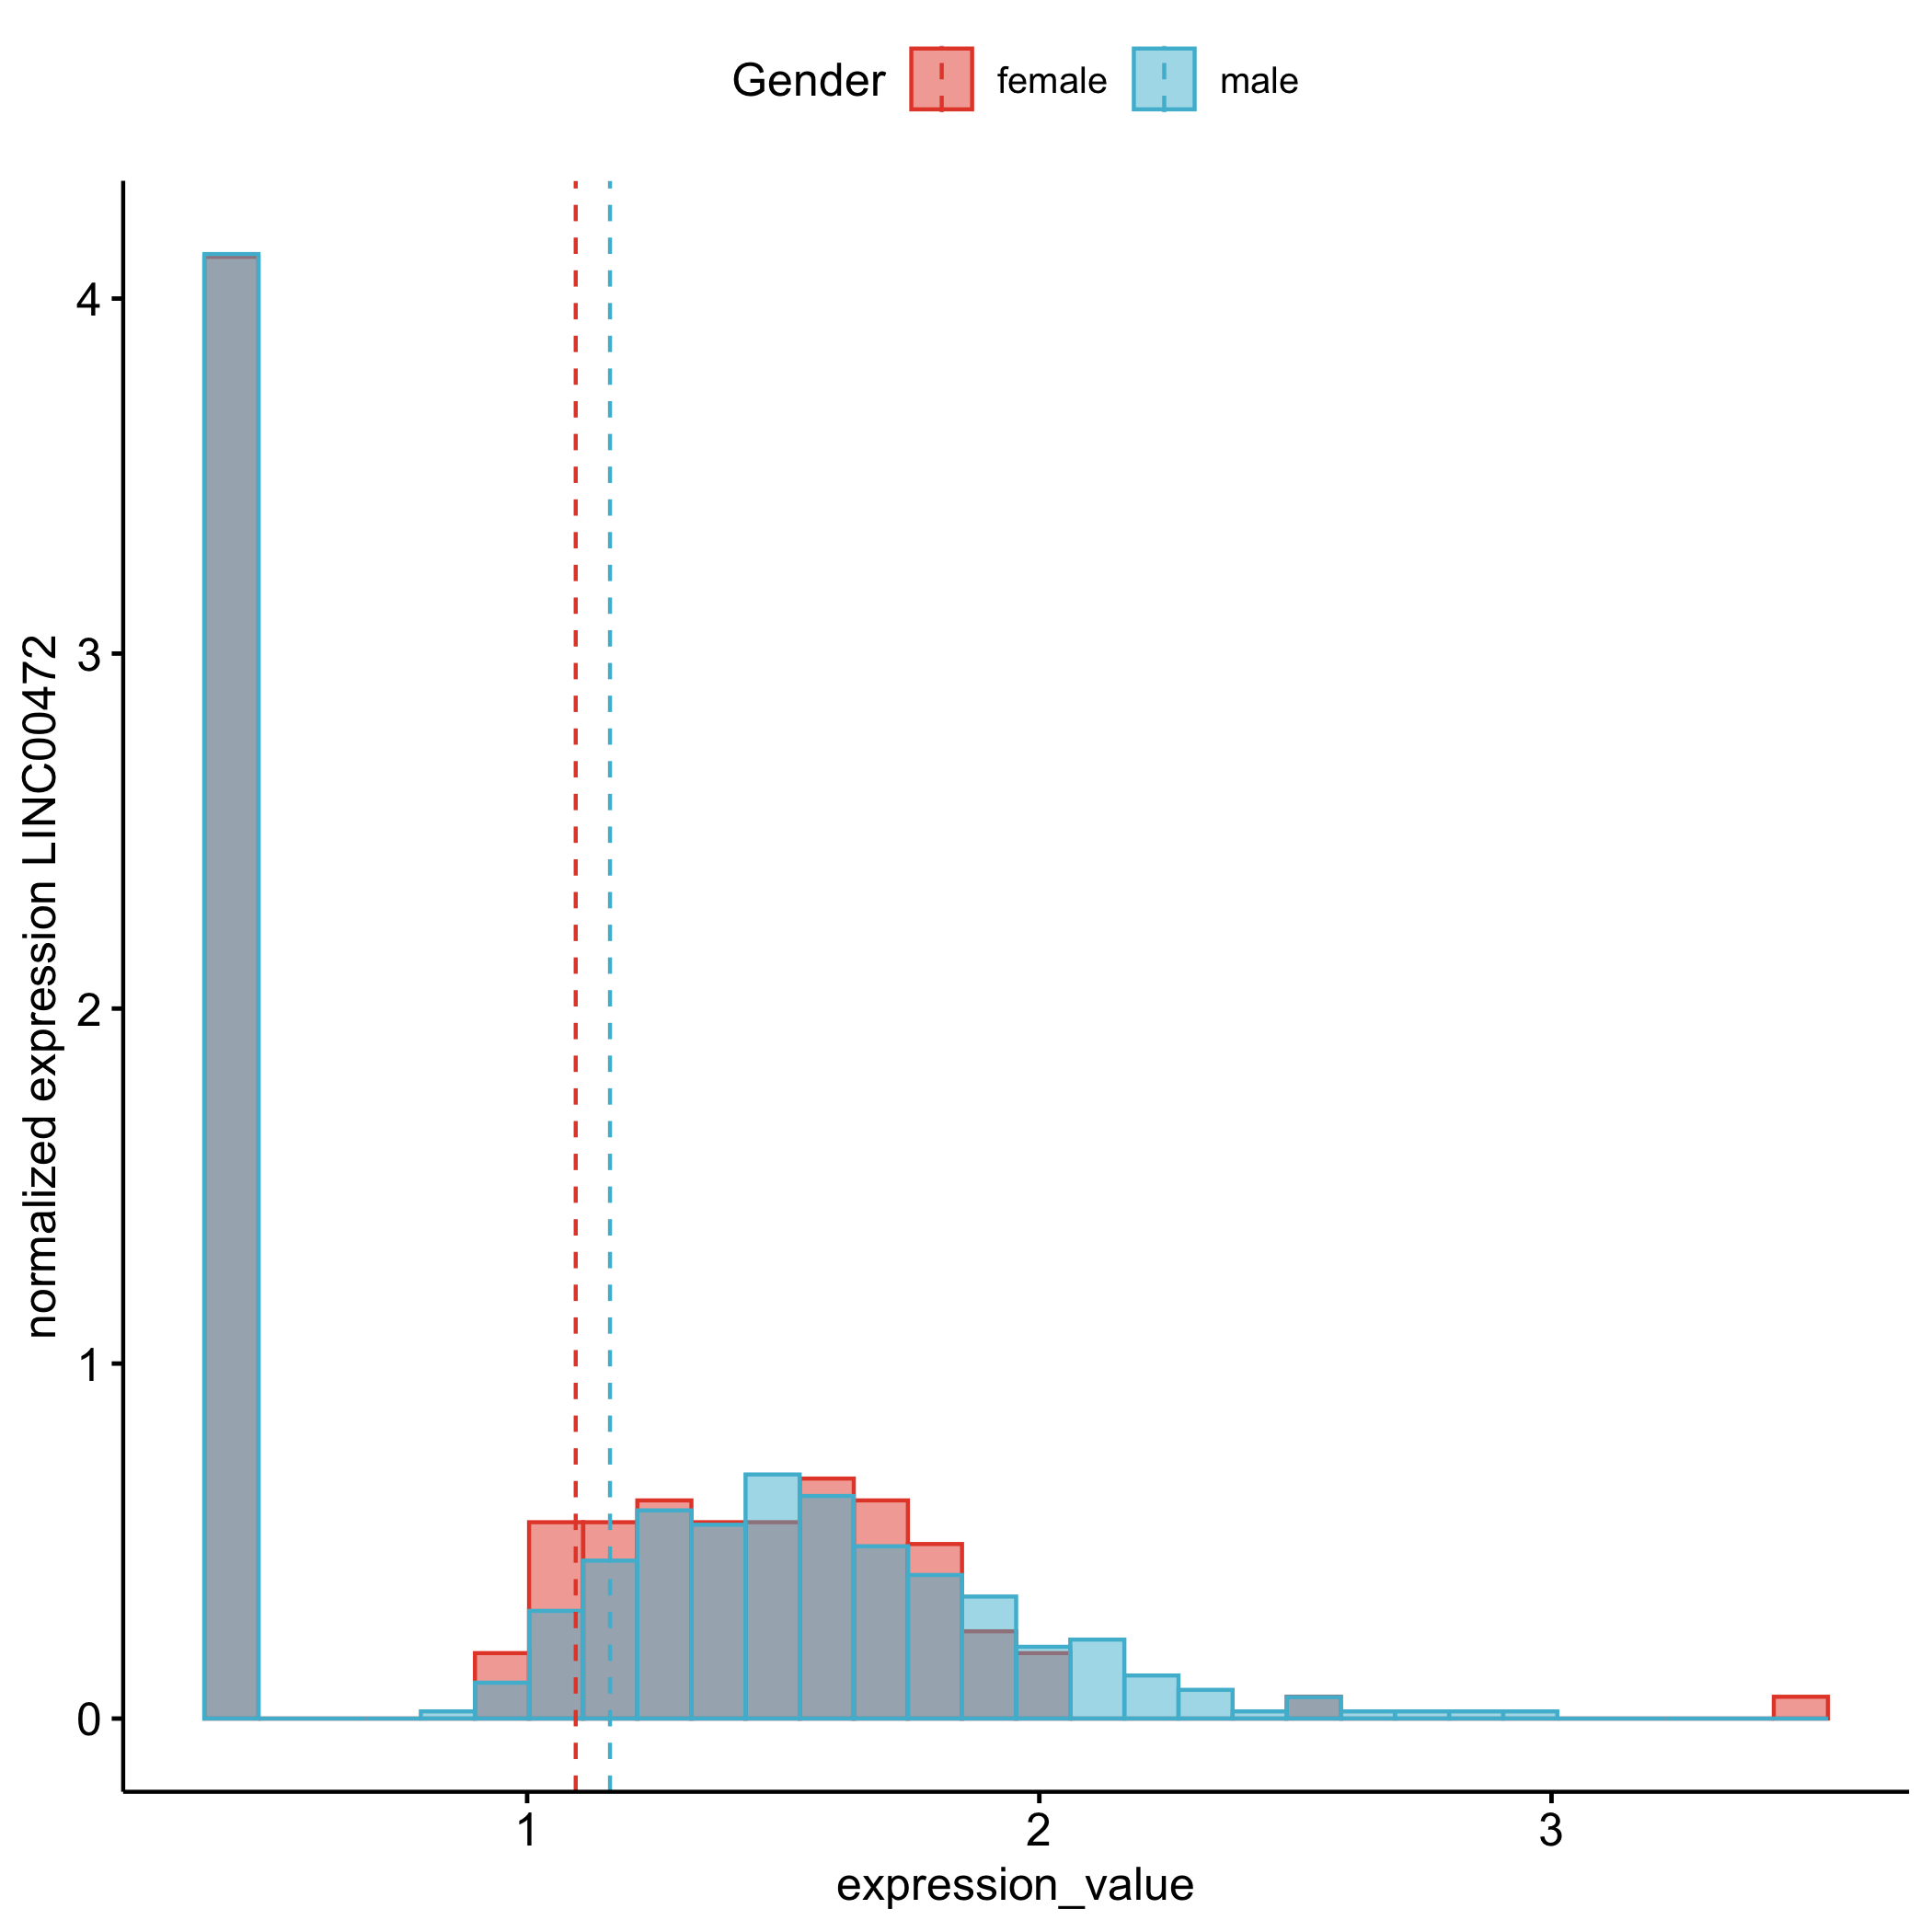 Gender female male
normalized expression LINC00472
4
3
2
1
0
1 2 3
expression_value